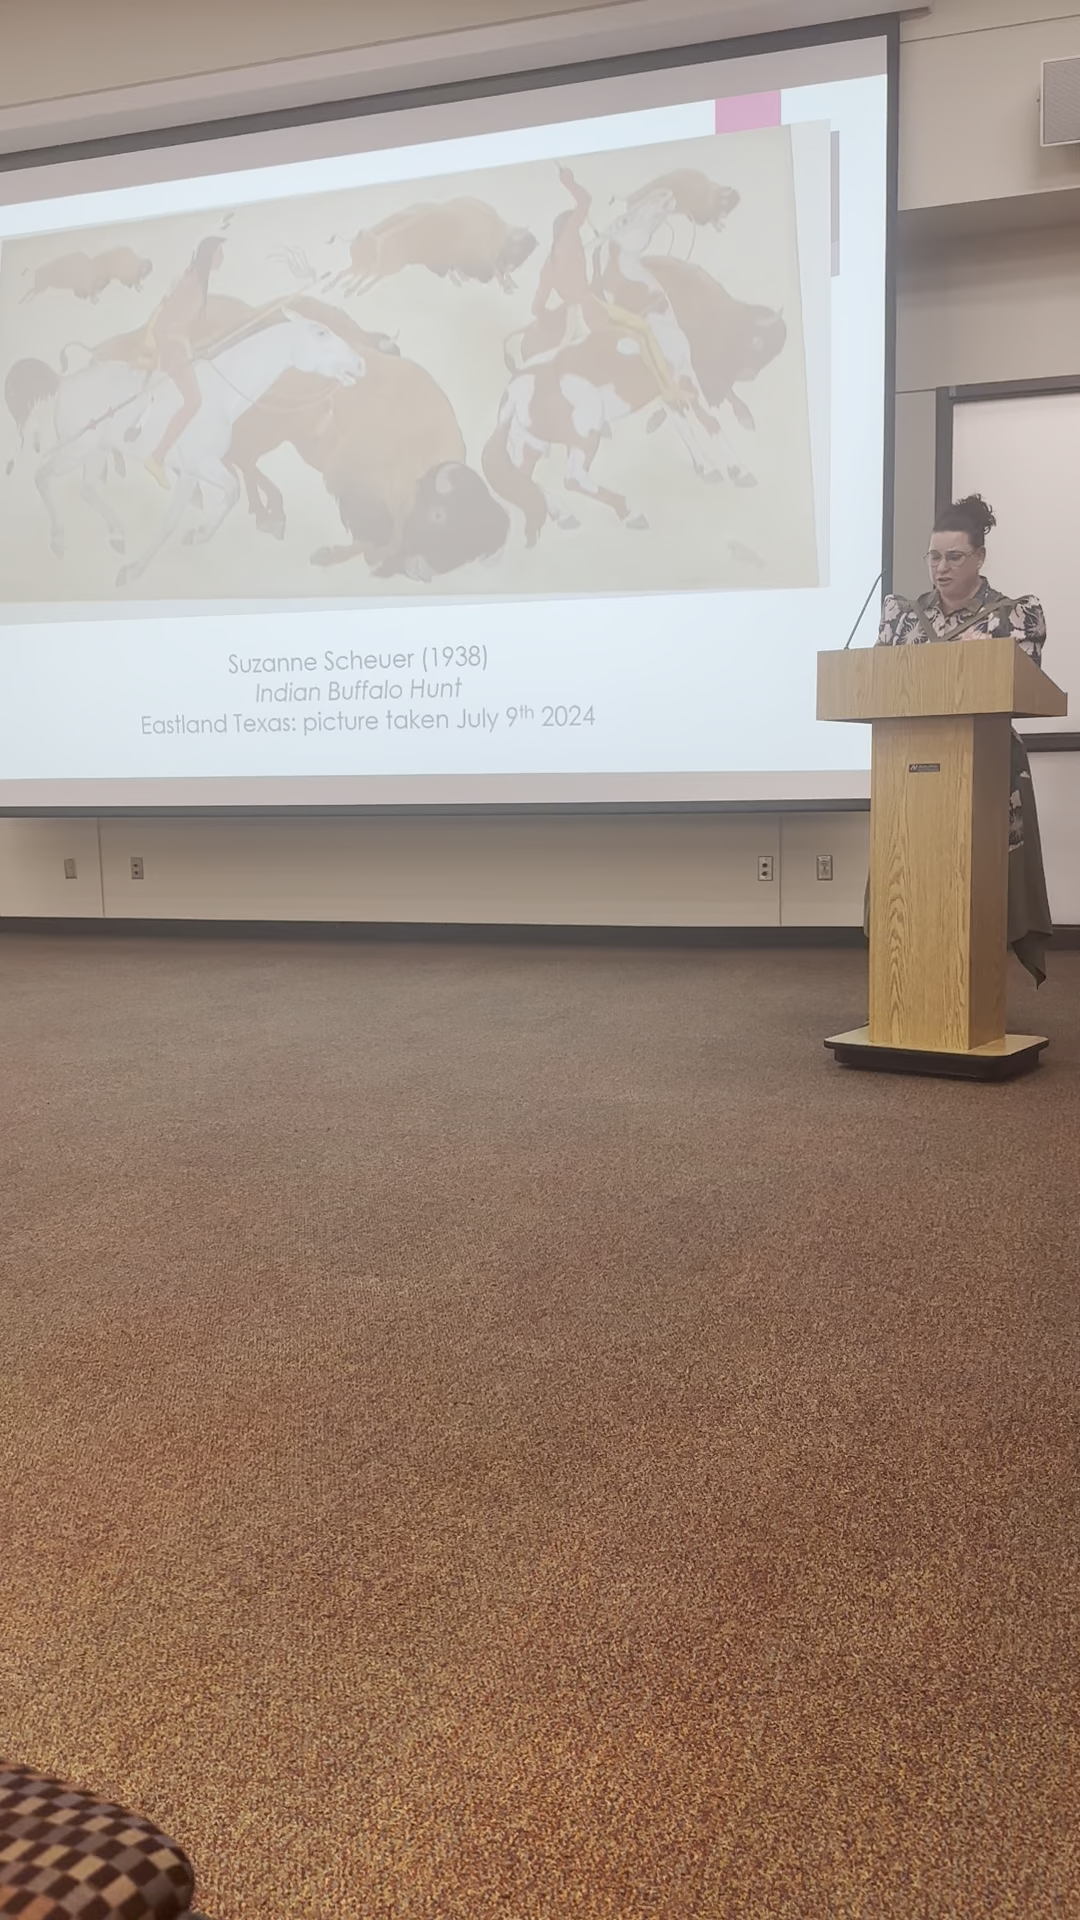 Suzanne Scheuer (1938)
Indian Buffalo Hunt
Eastland Texas: picture taken July 9th 2024